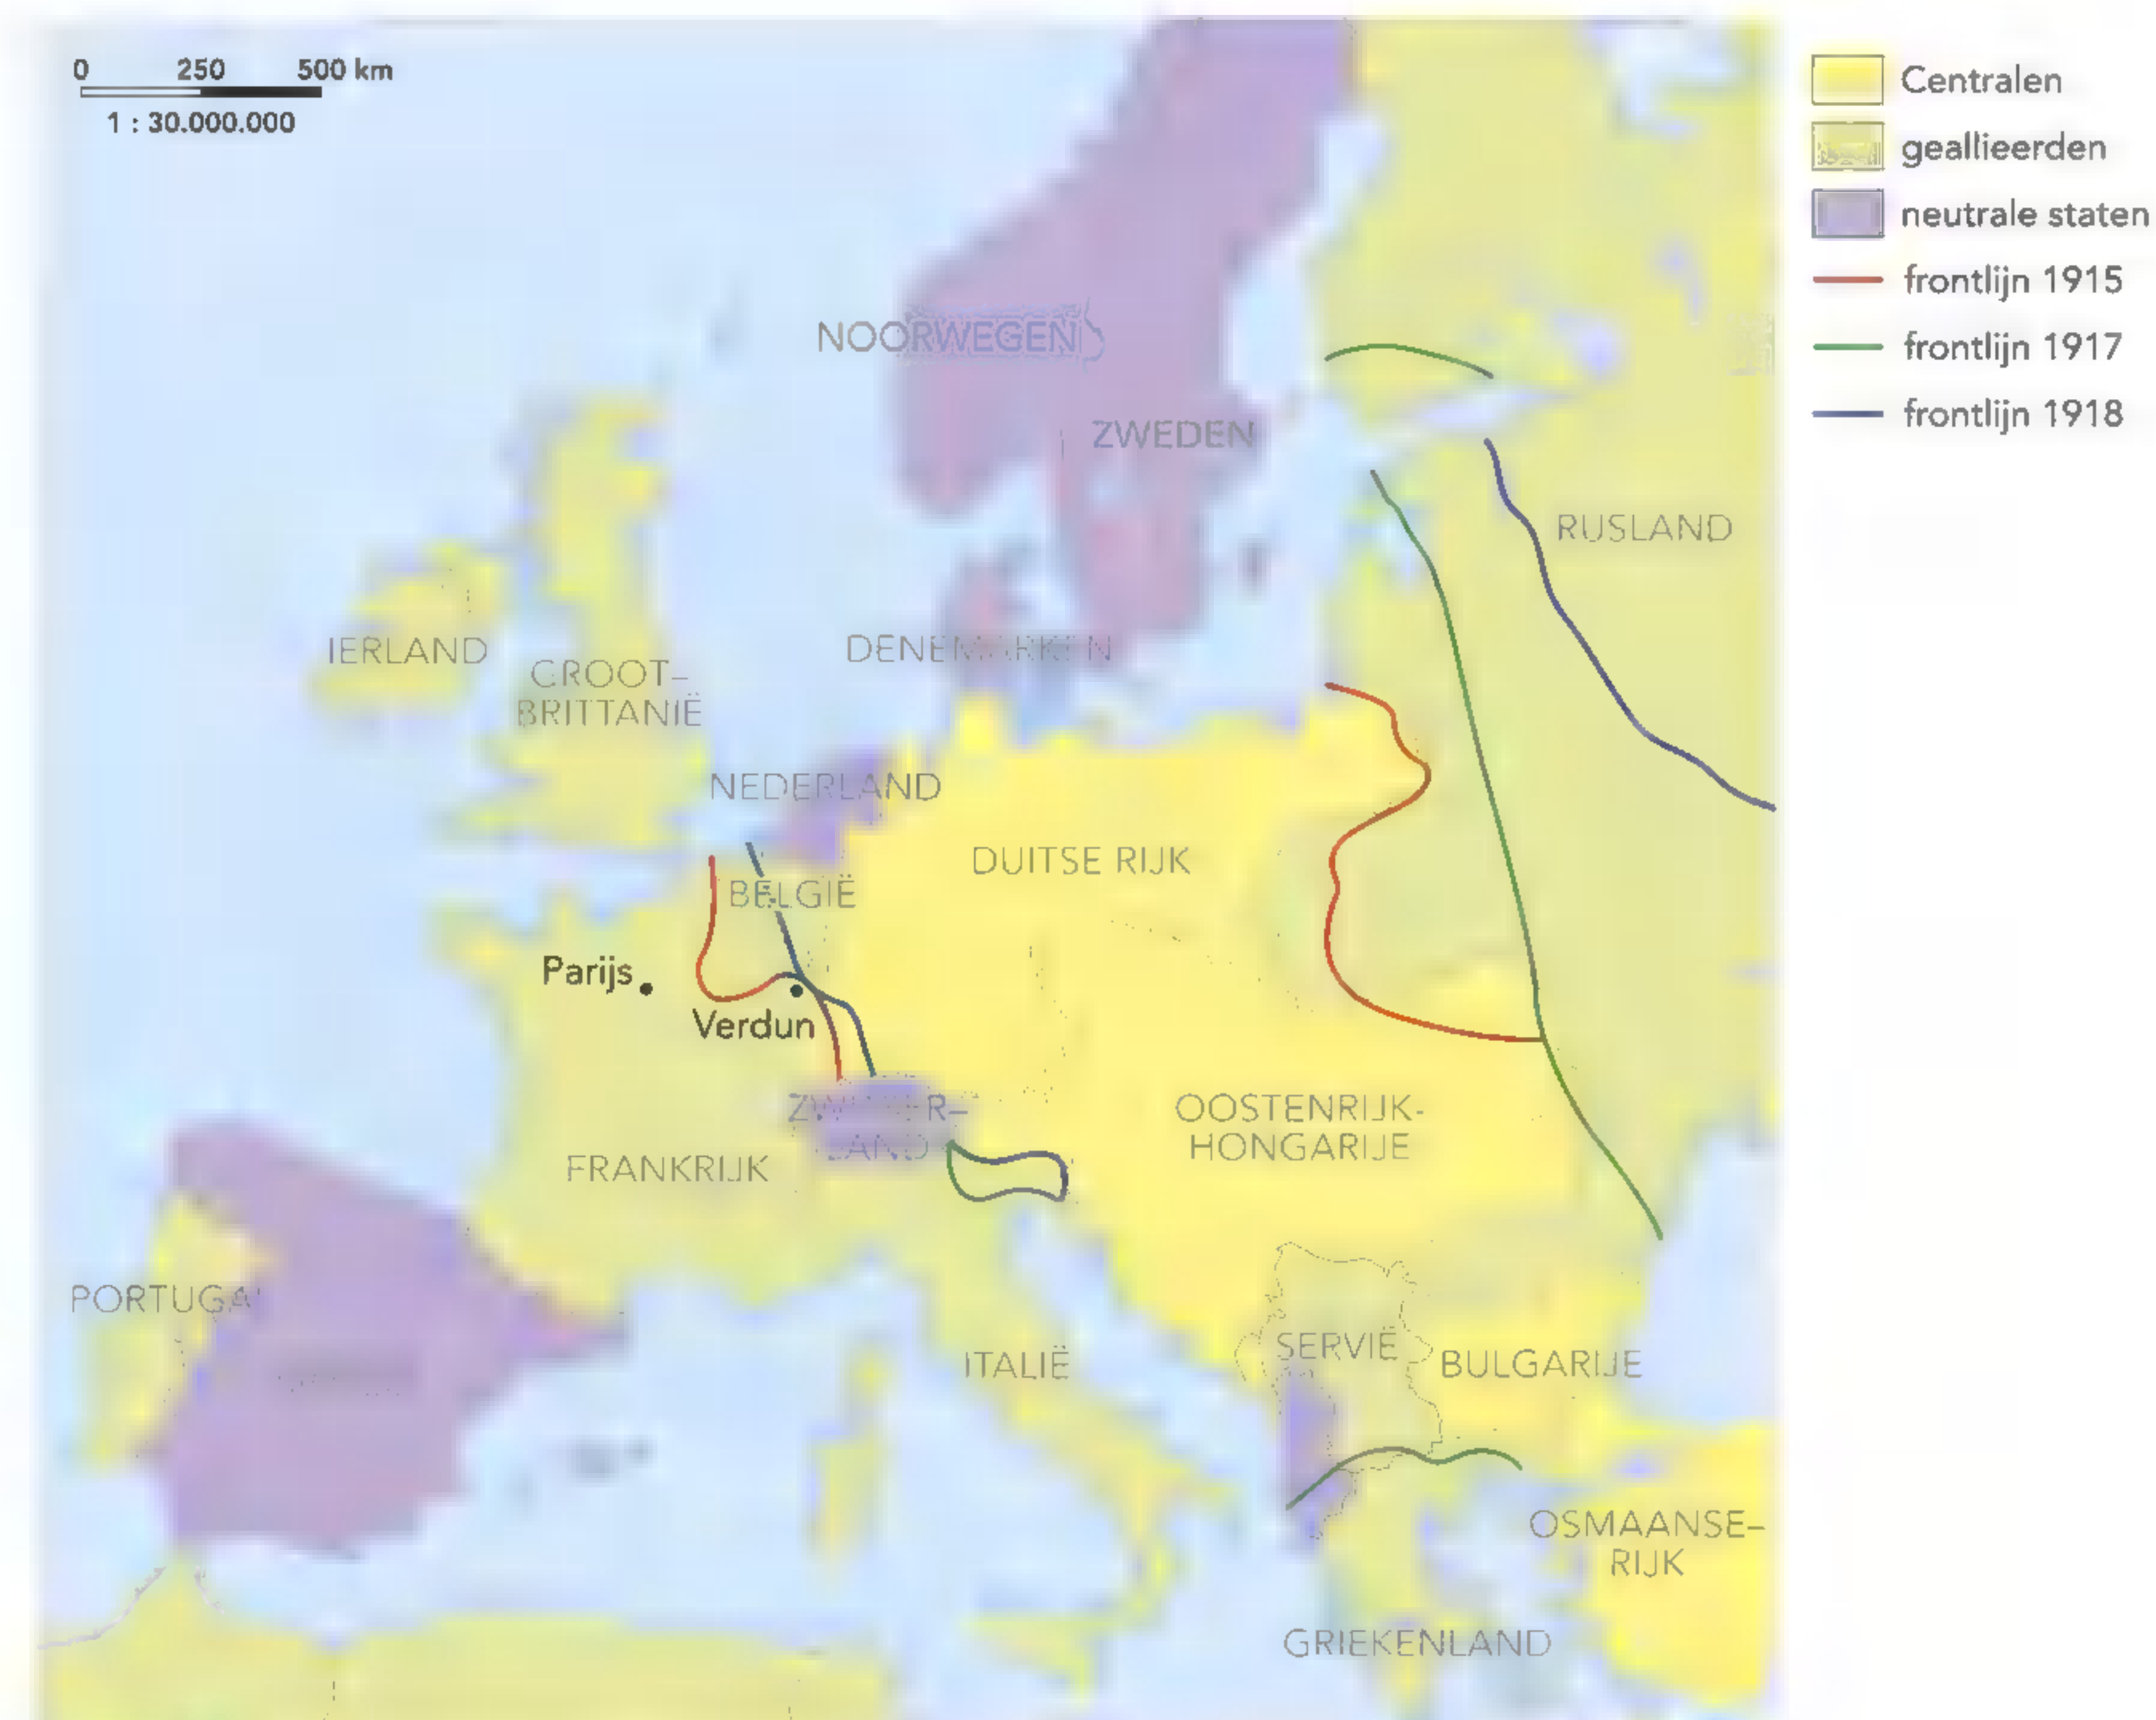 0 250 500 km
1 : 30.000.000
Centralen
geallieerden
neutrale staten
frontlijn 1915
frontlijn 1917
frontlijn 1918
NOORWEGEN
ZWEDEN
RUSLAND
IERLAND
GROOT-
BRITTANIË
DENEMARKEN
NEDERLAND
DUITSE RIJK
BELGIË
Parijs
Verdun
OOSTENRIJK-
HONGARIJE
FRANKRIJK
PORTUGA
SERVIË
ITALIË
BULGARIJE
OSMAANSE-
RIJK
GRIEKENLAND